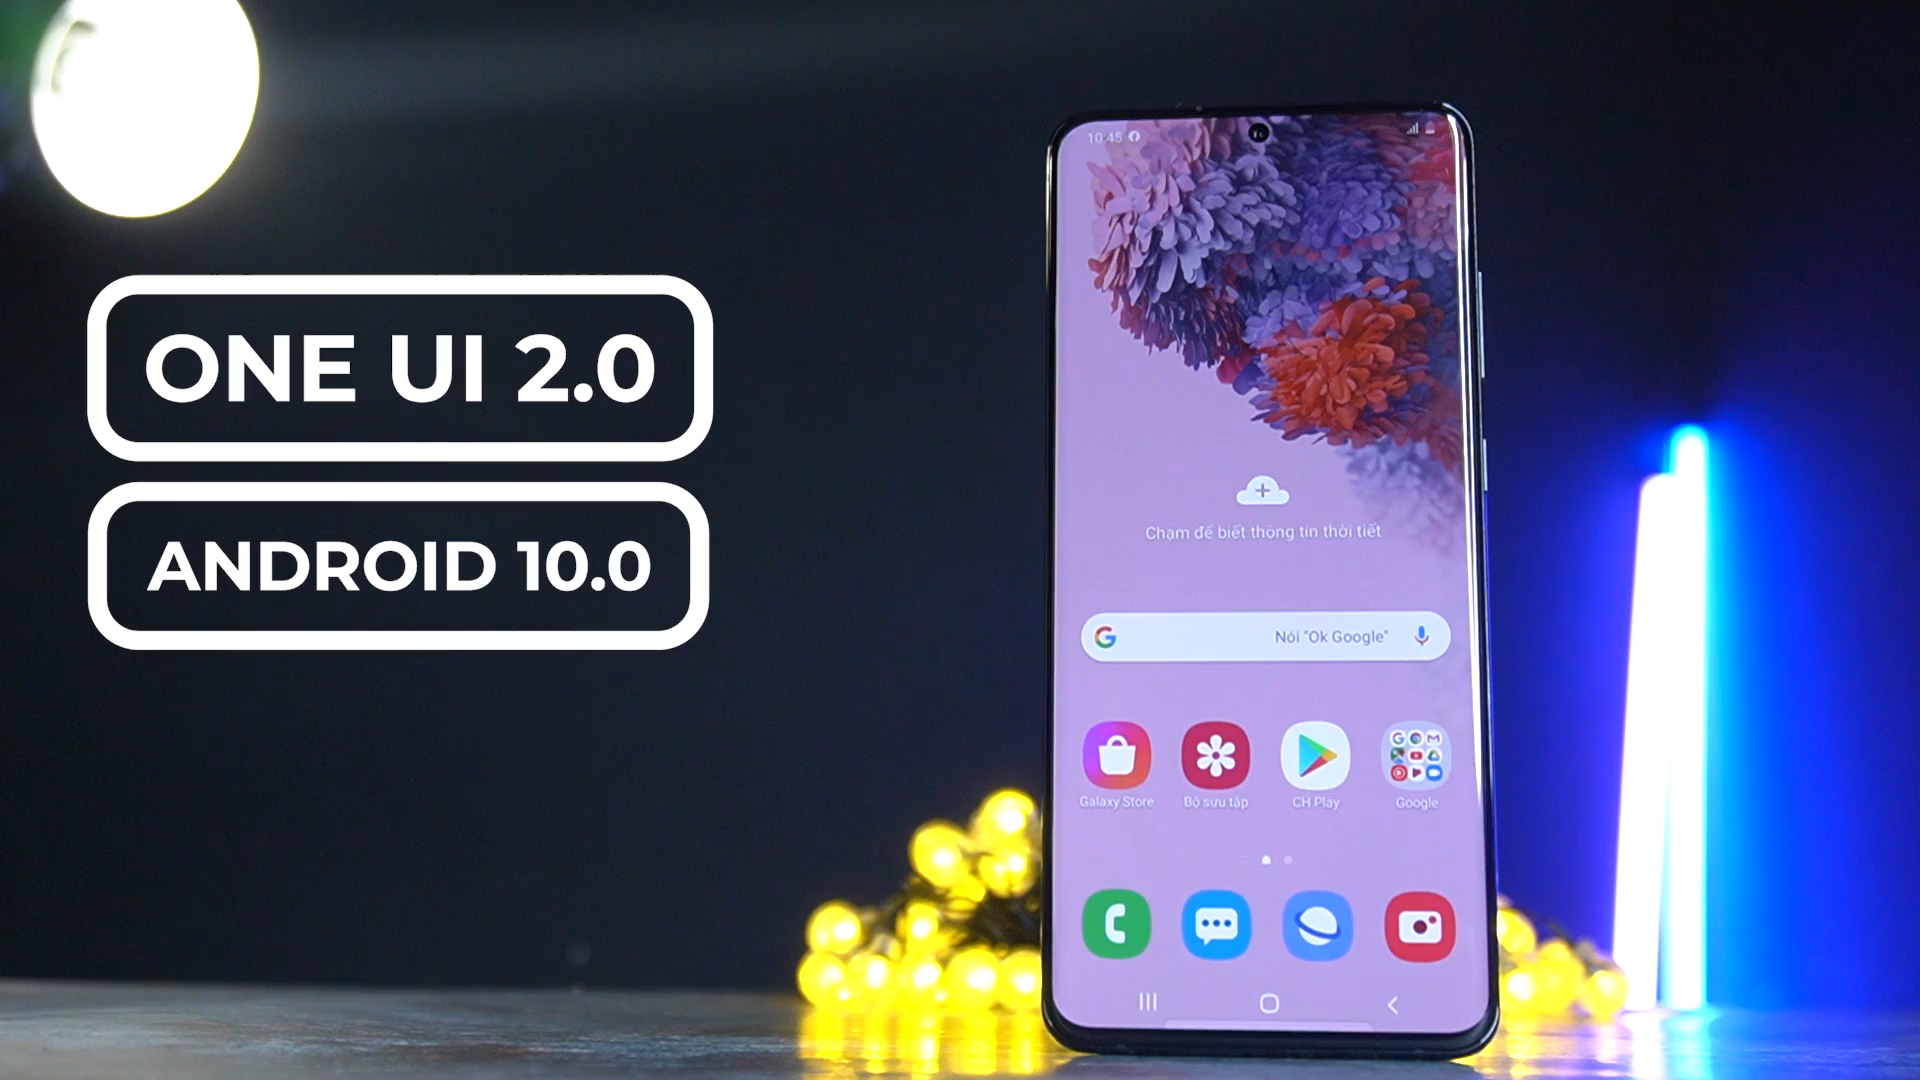 ONE UI 2.0
ANDROID 10.0
10:45
Chạm để biết thông tin thời tiết
Nói "Ok Google"
Galaxy Store
Bộ sưu tập
CH Play
Google